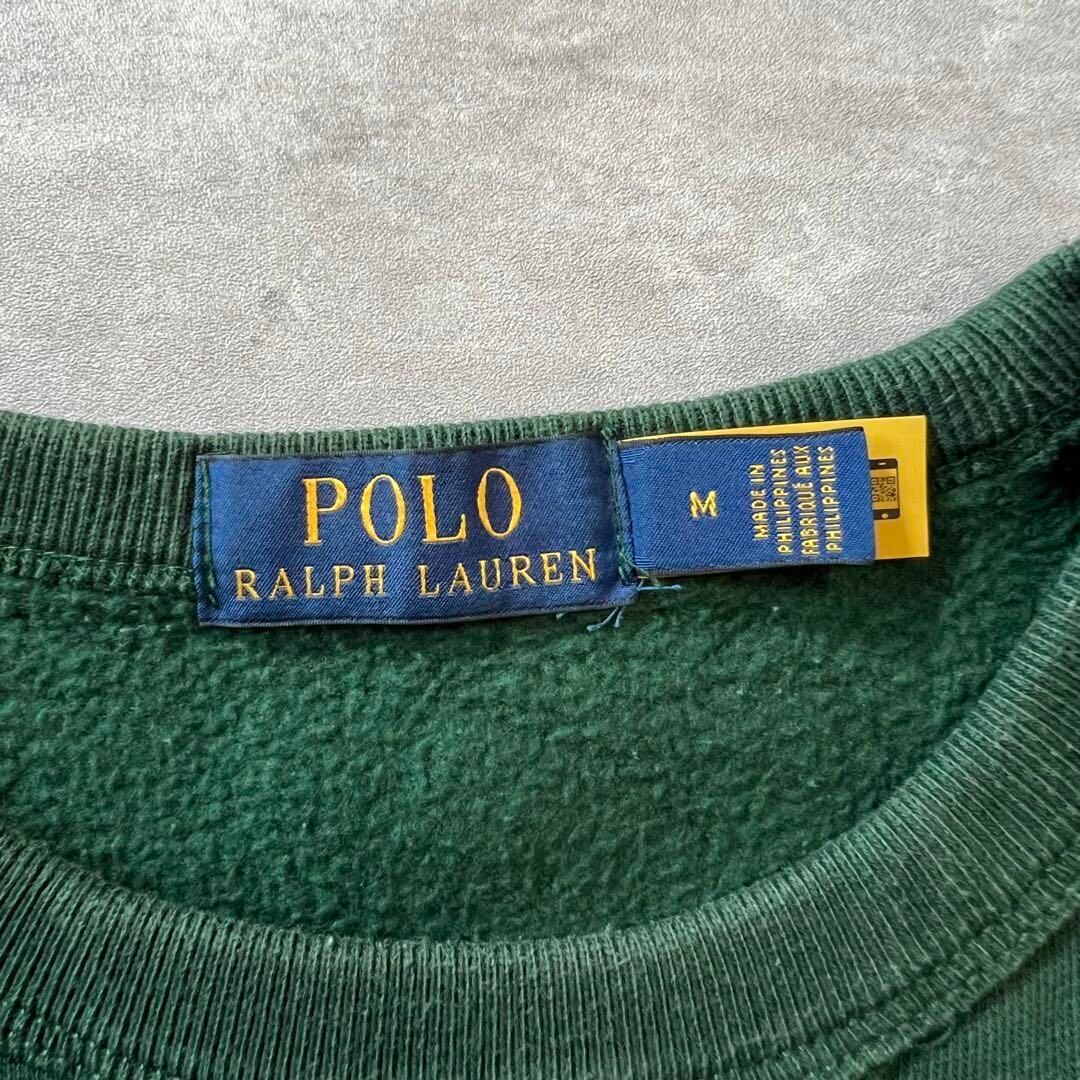 POLO
RALPH LAUREN
M
MADE IN
PHILIPPINES
FABRIQUÉ AUX
PHILIPPINES